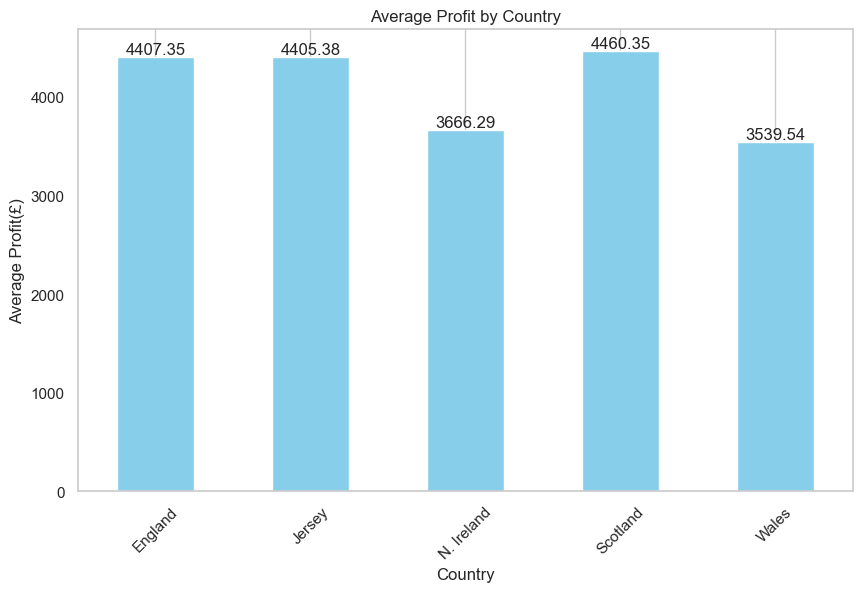 Average Profit by Country
4407.35
4405.38
3666.29
4460.35
3539.54
Average Profit(£)
4000
3000
2000
1000
0
England
Jersey
N. Ireland
Scotland
Wales
Country